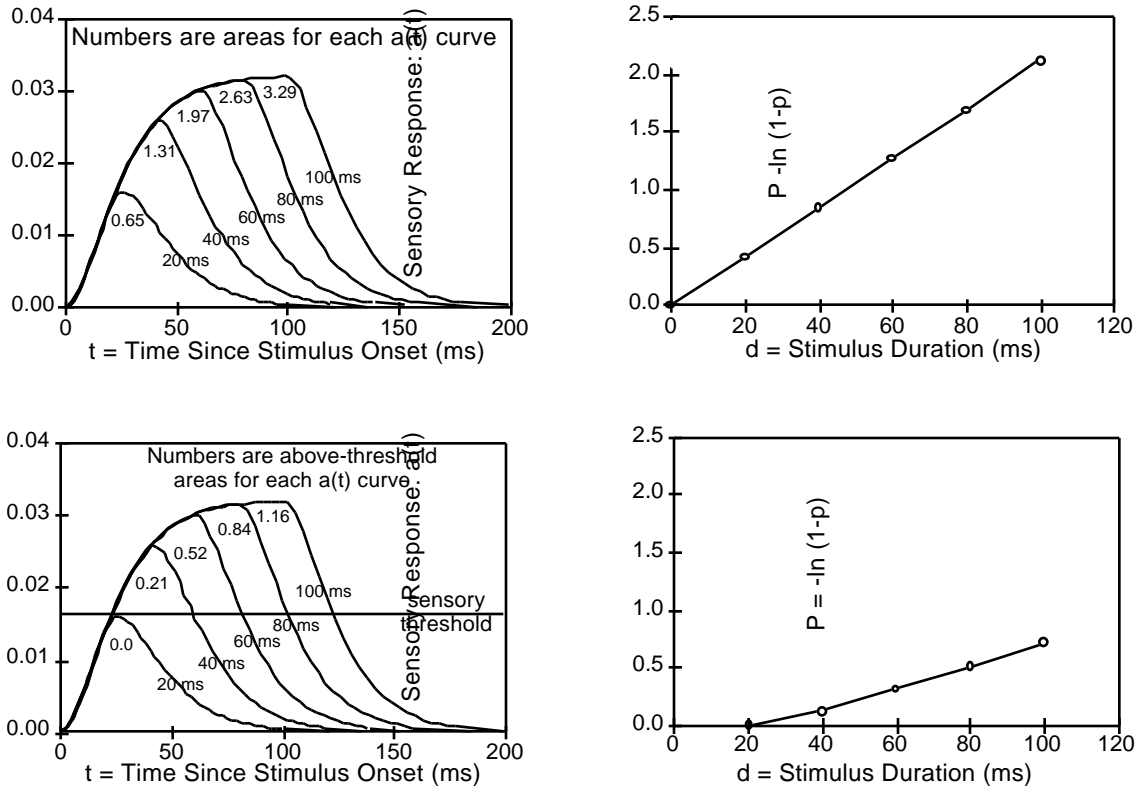 0.04
0.03
0.02
0.01
0.00
Numbers are areas for each a(t) curve
Sensory Response: a(t)
0.65
1.31
1.97
2.63
3.29
20 ms
40 ms
60 ms
80 ms
100 ms
0
50
100
150
200
t = Time Since Stimulus Onset (ms)
2.5
2.0
1.5
1.0
0.5
0.0
P -ln (1-p)
0
20
40
60
80
100
120
d = Stimulus Duration (ms)
0.04
0.03
0.02
0.01
0.00
Numbers are above-threshold
areas for each a(t) curve
Sensory Response: a(t)
0.0
0.21
0.52
0.84
1.16
20 ms
40 ms
60 ms
80 ms
100 ms
sensory
threshold
0
50
100
150
200
t = Time Since Stimulus Onset (ms)
2.5
2.0
1.5
1.0
0.5
0.0
P = -ln (1-p)
0
20
40
60
80
100
120
d = Stimulus Duration (ms)